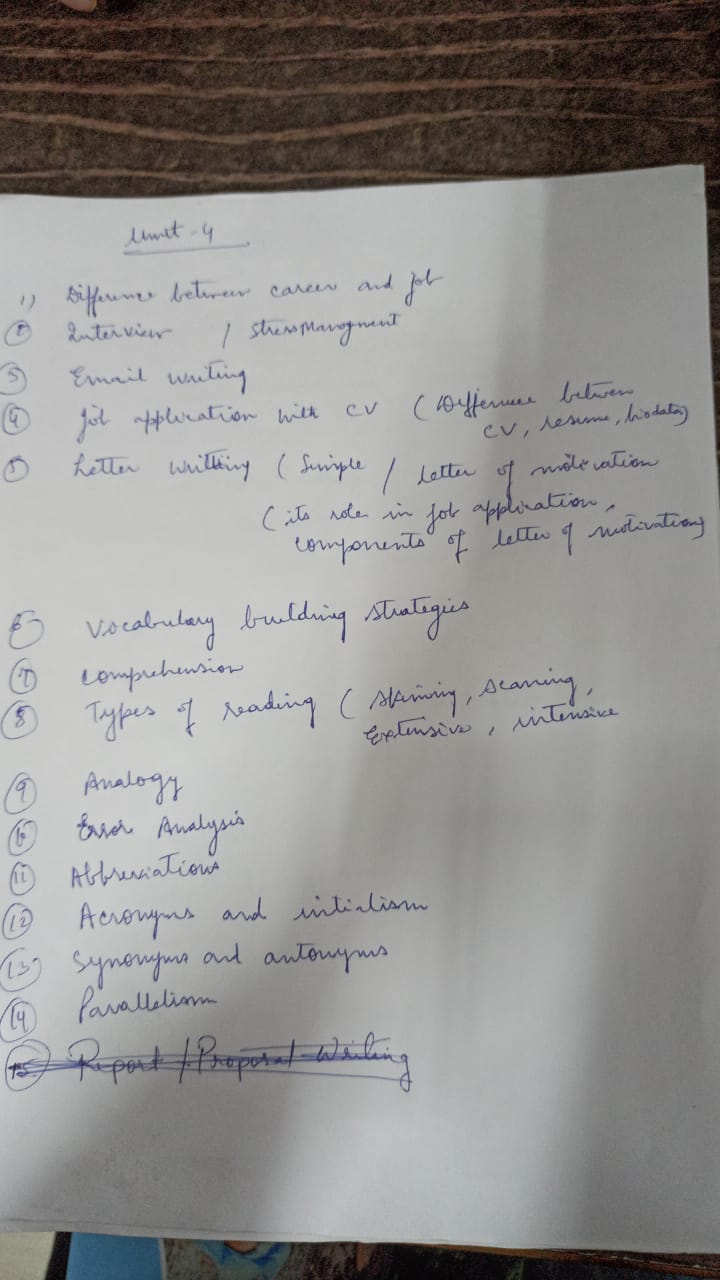 Unit-4
1) Difference between career and job
2 Interview / Stress Managment
3 Email writing
4 Job application with CV (Difference between
CV, resume, biodata)
5 Letter writting (Simple / letter of motivation
(its role in job application,
components of letter of motivation)
6 Vocabulary building strategies
7 Comprehension
8 Types of reading (skiming, scanning,
Extensive, intensive
9 Analogy
10 Error Analysis
11 Abbreviations
12 Acronyms and initialism
13 Synonyms and antonyms
14 Parallelism
15 Report / Proposal Writing